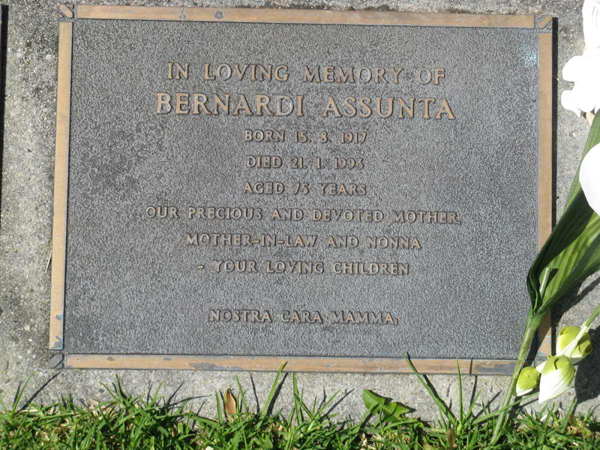 IN LOVING MEMORY OF
BERNARDI ASSUNTA
BORN 15. 8. 1917
DIED 21. 1. 1993
AGED 75 YEARS
OUR PRECIOUS AND DEVOTED MOTHER,
MOTHER-IN-LAW AND NONNA
- YOUR LOVING CHILDREN
NOSTRA CARA MAMMA.